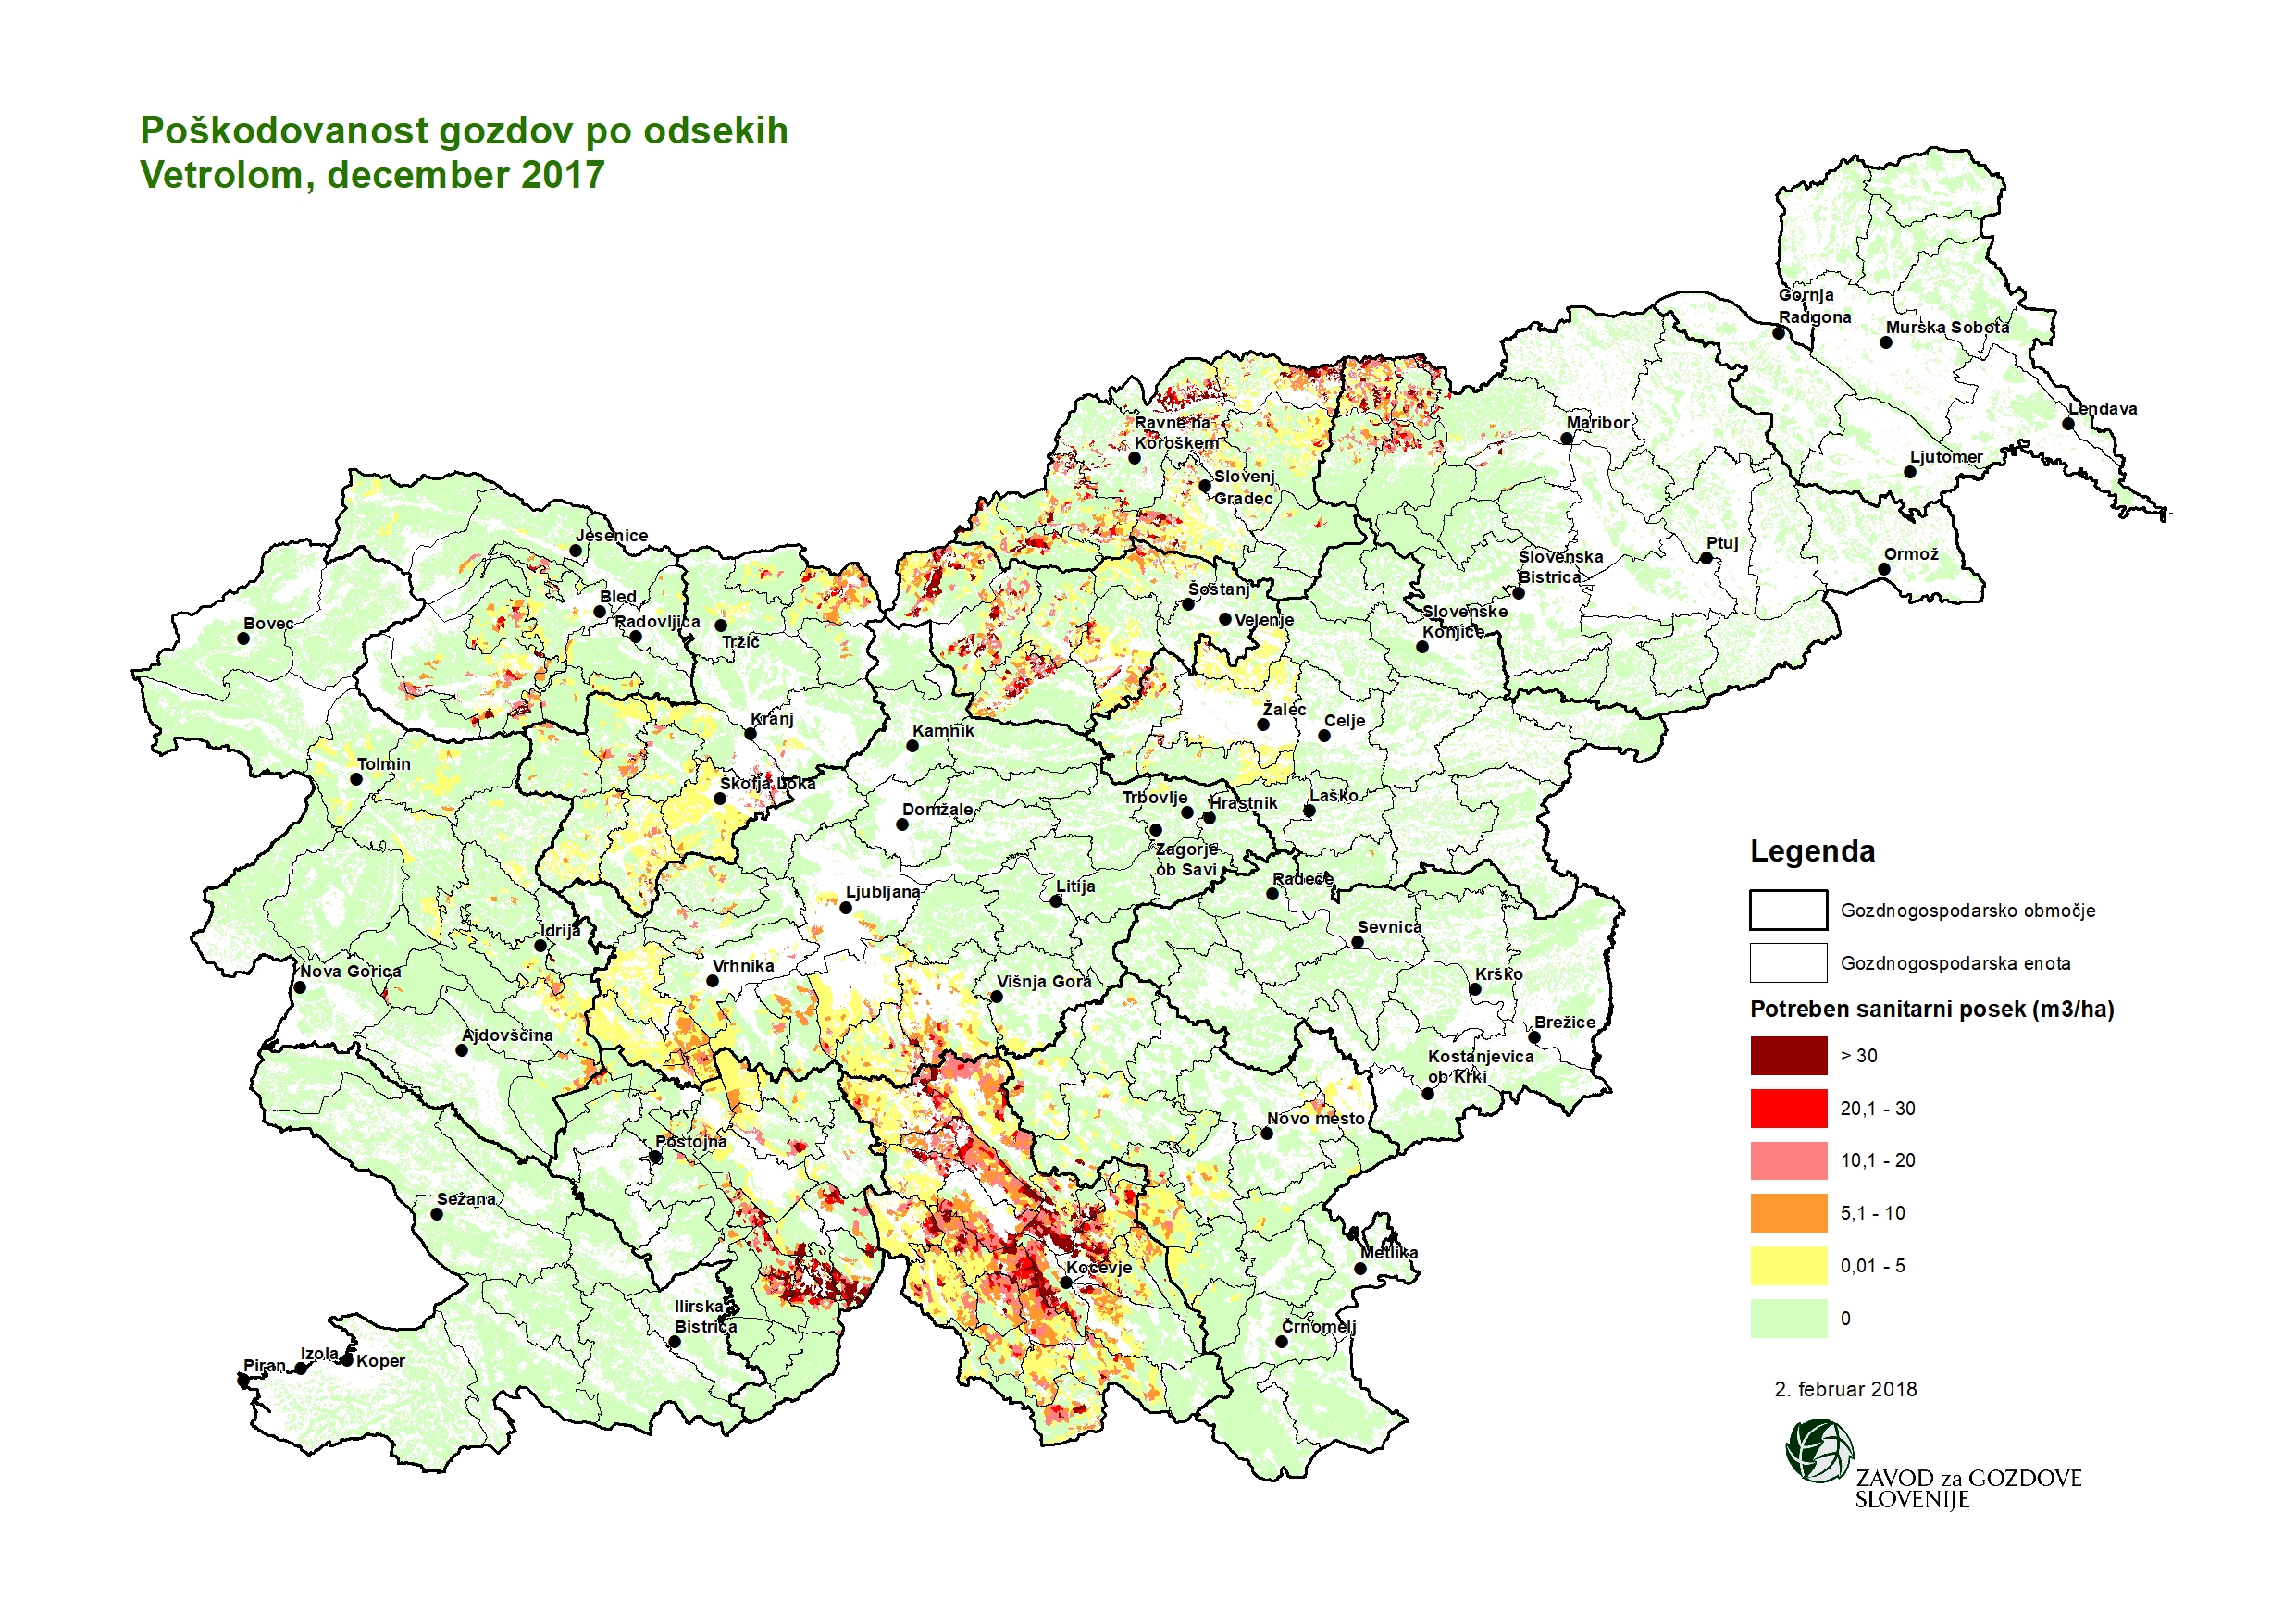 Poškodovanost gozdov po odsekih
Vetrolom, december 2017
Gornja
Radgona
Murska Sobota
Lendava
Maribor
Ravne na
Koroškem
Ljutomer
Slovenj
Gradec
Jesenice
Ptuj
Ormož
Slovenska
Bistrica
Šoštanj
Bled
Slovenske
Konjice
Radovljica
Velenje
Bovec
Tržič
Žalec
Celje
Kranj
Kamnik
Tolmin
Škofja Loka
Trbovlje
Hrastnik
Laško
Domžale
Zagorje
ob Savi
Radeče
Litija
Ljubljana
Sevnica
Idrija
Vrhnika
Nova Gorica
Krško
Višnja Gora
Brežice
Ajdovščina
Kostanjevica
ob Krki
Novo mesto
Postojna
Sežana
Metlika
Kočevje
Ilirska
Bistrica
Črnomelj
Izola
Piran
Koper
Legenda
Gozdnogospodarsko območje
Gozdnogospodarska enota
Potreben sanitarni posek (m3/ha)
> 30
20,1 - 30
10,1 - 20
5,1 - 10
0,01 - 5
0
2. februar 2018
ZAVOD za GOZDOVE
SLOVENIJE